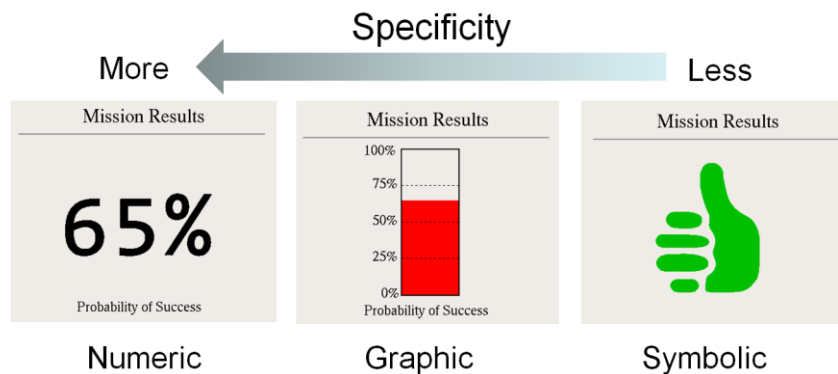 Specificity
More
Less
Mission Results
65%
Probability of Success
Numeric
Mission Results
100%
75%
50%
25%
0%
Probability of Success
Graphic
Mission Results
Symbolic